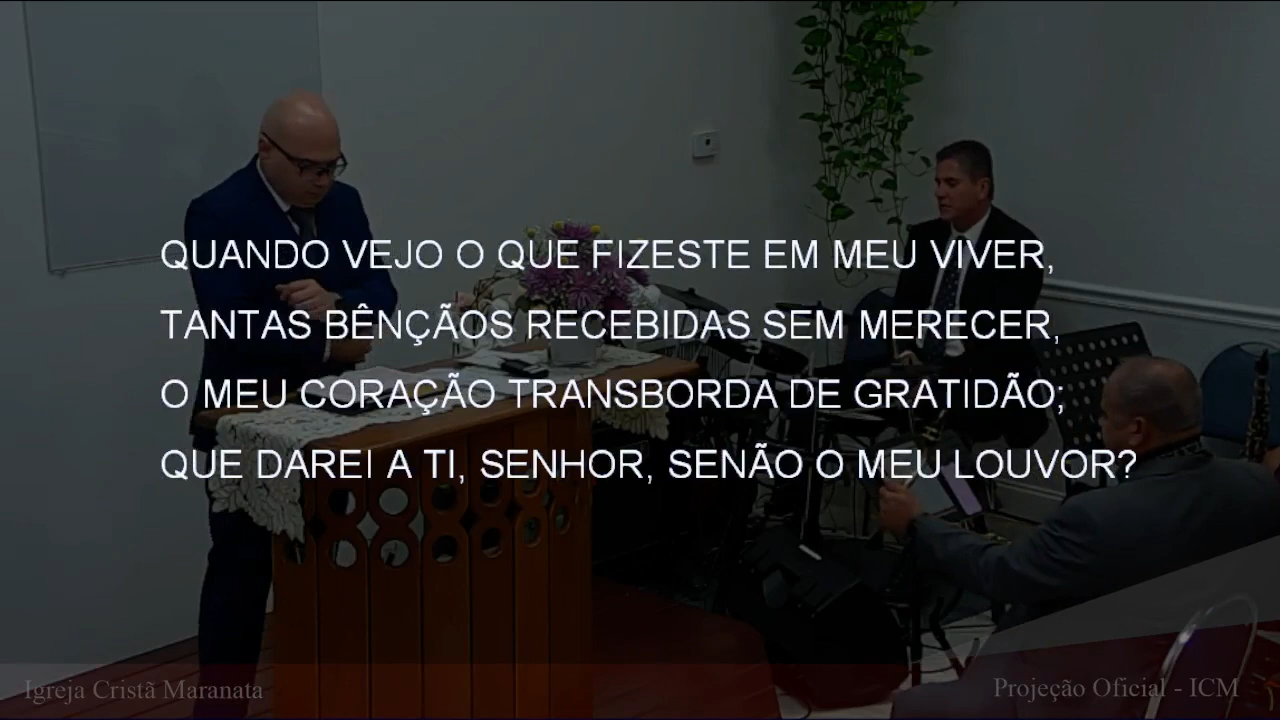 QUANDO VEJO O QUE FIZESTE EM MEU VIVER,
TANTAS BÊNÇÃOS RECEBIDAS SEM MERECER,
O MEU CORAÇÃO TRANSBORDA DE GRATIDÃO;
QUE DAREI A TI, SENHOR, SENÃO O MEU LOUVOR?
Igreja Cristã Maranata
Projeção Oficial - ICM